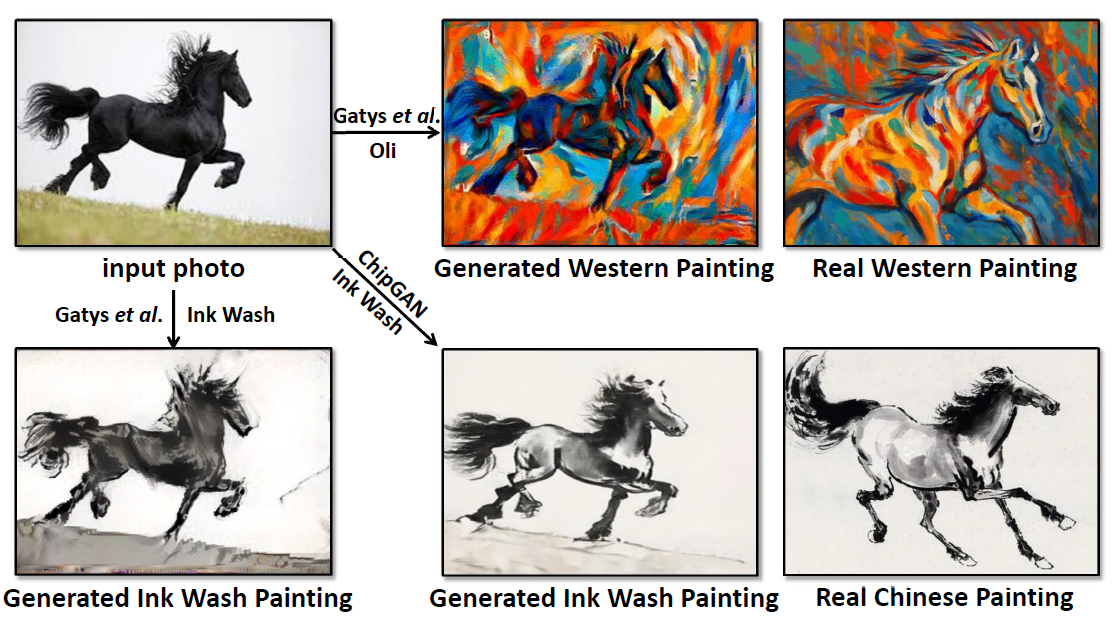 Gatys et al.
Oli
input photo
Generated Western Painting
Real Western Painting
ChipGAN
Ink Wash
Gatys et al.
Ink Wash
Generated Ink Wash Painting
Generated Ink Wash Painting
Real Chinese Painting